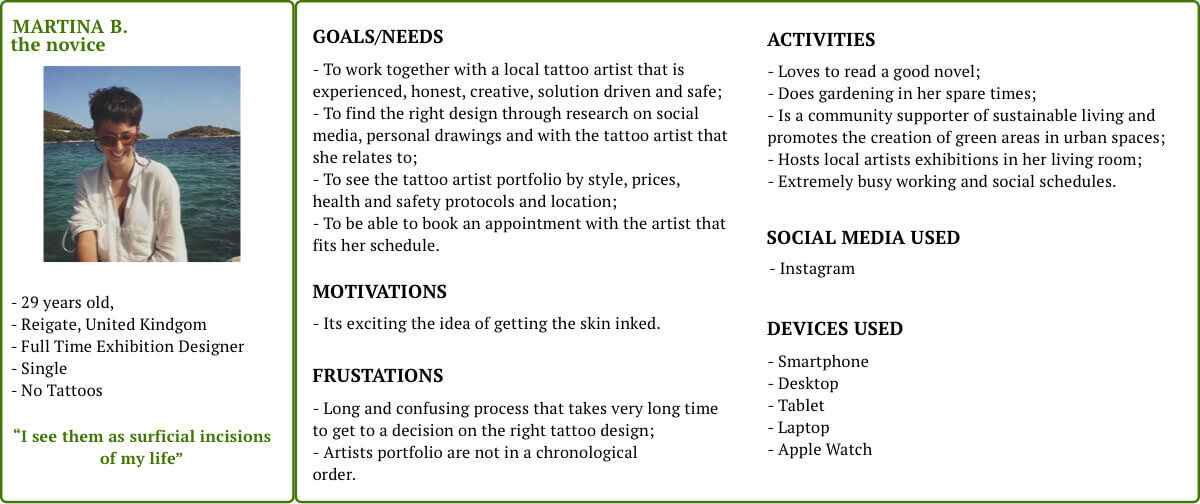 MARTINA B.
the novice
- 29 years old,
- Reigate, United Kindgom
- Full Time Exhibition Designer
- Single
- No Tattoos
“I see them as surficial incisions
of my life”
GOALS/NEEDS
- To work together with a local tattoo artist that is
experienced, honest, creative, solution driven and safe;
- To find the right design through research on social
media, personal drawings and with the tattoo artist that
she relates to;
- To see the tattoo artist portfolio by style, prices,
health and safety protocols and location;
- To be able to book an appointment with the artist that
fits her schedule.
MOTIVATIONS
- Its exciting the idea of getting the skin inked.
FRUSTATIONS
- Long and confusing process that takes very long time
to get to a decision on the right tattoo design;
- Artists portfolio are not in a chronological
order.
ACTIVITIES
- Loves to read a good novel;
- Does gardening in her spare times;
- Is a community supporter of sustainable living and
promotes the creation of green areas in urban spaces;
- Hosts local artists exhibitions in her living room;
- Extremely busy working and social schedules.
SOCIAL MEDIA USED
- Instagram
DEVICES USED
- Smartphone
- Desktop
- Tablet
- Laptop
- Apple Watch